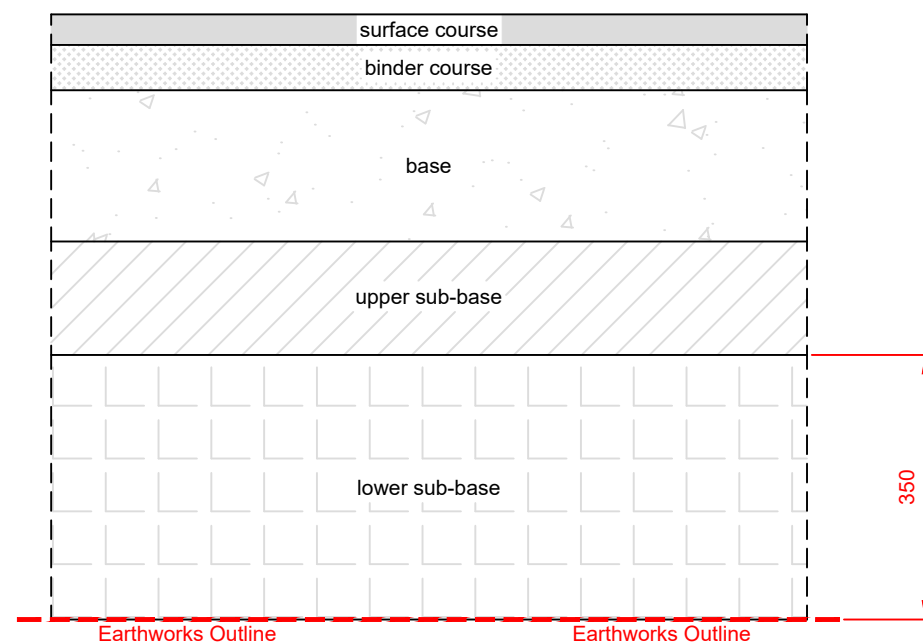 surface course
binder course
base
upper sub-base
lower sub-base
350
Earthworks Outline
Earthworks Outline